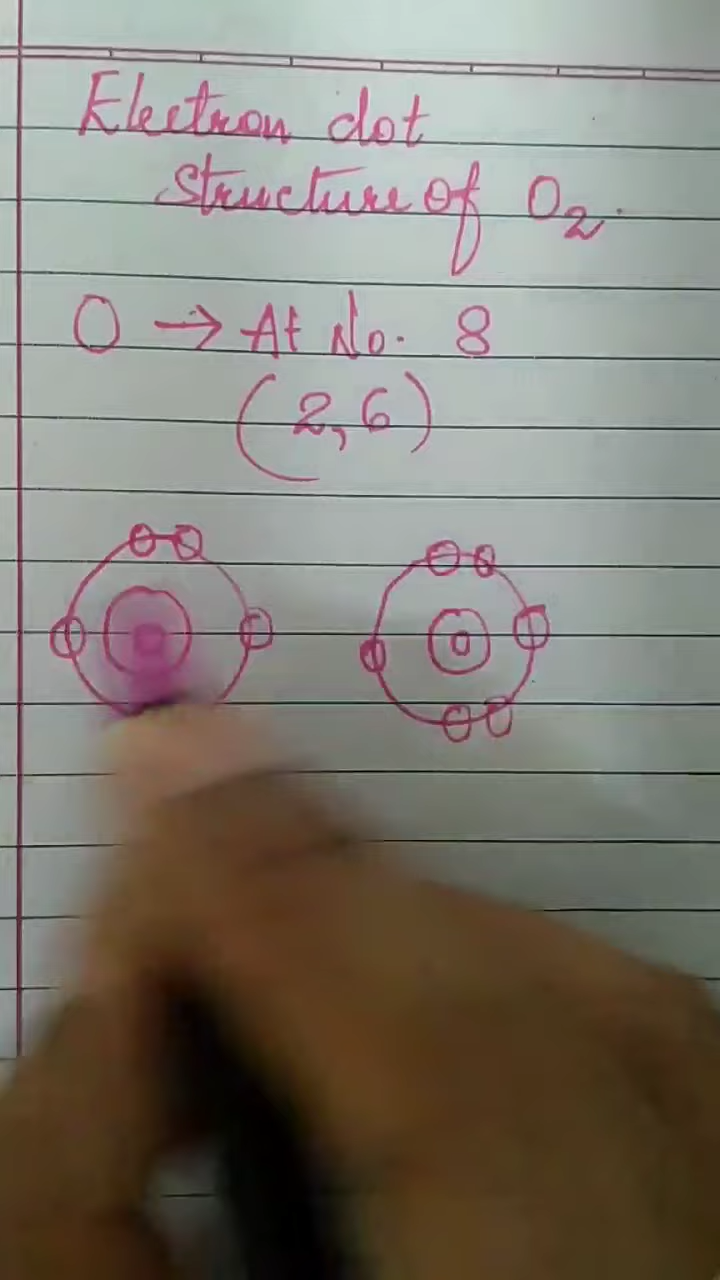 Electron dot
structure of O₂.
O → At No. 8
(2,6)